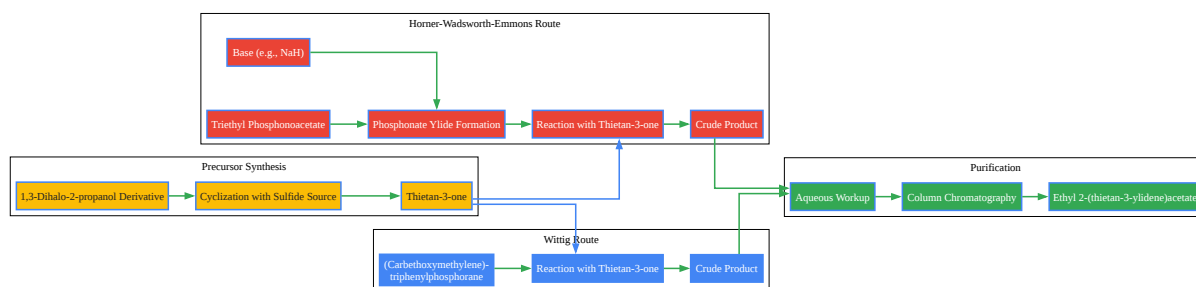 Horner-Wadsworth-Emmons Route
Base (e.g., NaH)
Triethyl Phosphonoacetate
Phosphonate Ylide Formation
Reaction with Thietan-3-one
Crude Product
Precursor Synthesis
1,3-Dihalo-2-propanol Derivative
Cyclization with Sulfide Source
Thietan-3-one
Purification
Aqueous Workup
Column Chromatography
Ethyl 2-(thietan-3-ylidene)acetate
Wittig Route
(Carbethoxymethylene)-
triphenylphosphorane
Reaction with Thietan-3-one
Crude Product